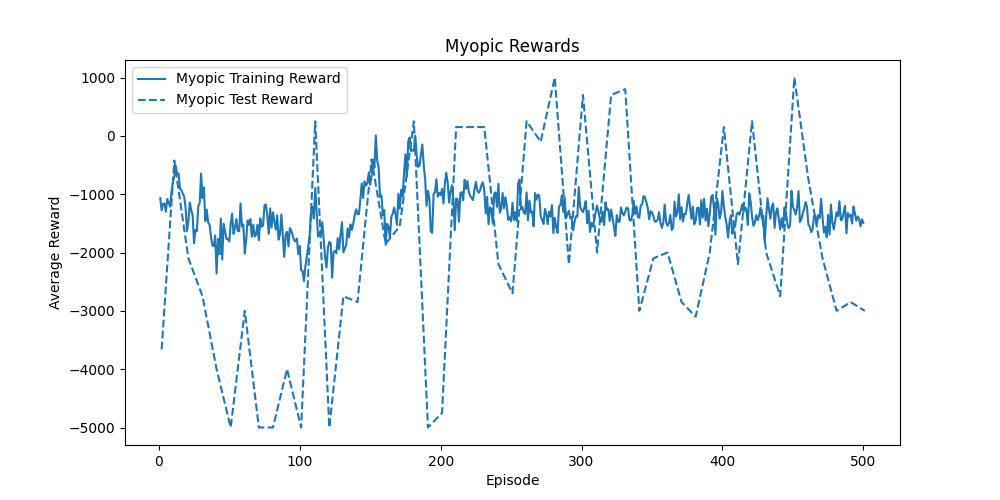 Myopic Rewards
Myopic Training Reward
Myopic Test Reward
Average Reward
1000
0
−1000
−2000
−3000
−4000
−5000
0
100
200
300
400
500
Episode